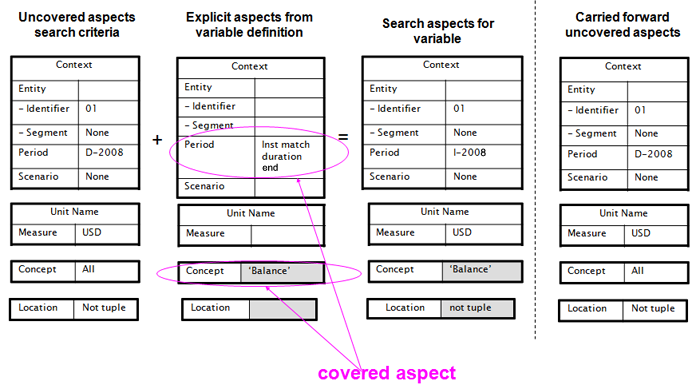 Uncovered aspects
search criteria
Explicit aspects from
variable definition
Search aspects for
variable
Carried forward
uncovered aspects
Context
Entity
– Identifier 01
– Segment None
Period D–2008
Scenario None
Unit Name
Measure USD
Concept All
Location Not tuple
+
Context
Entity
– Identifier
– Segment
Period Inst match
duration
end
Scenario
Unit Name
Measure
Concept ‘Balance’
Location
=
Context
Entity
– Identifier 01
– Segment None
Period I–2008
Scenario None
Unit Name
Measure USD
Concept ‘Balance’
Location not tuple
Context
Entity
– Identifier 01
– Segment None
Period D–2008
Scenario None
Unit Name
Measure USD
Concept All
Location Not Tuple
covered aspect